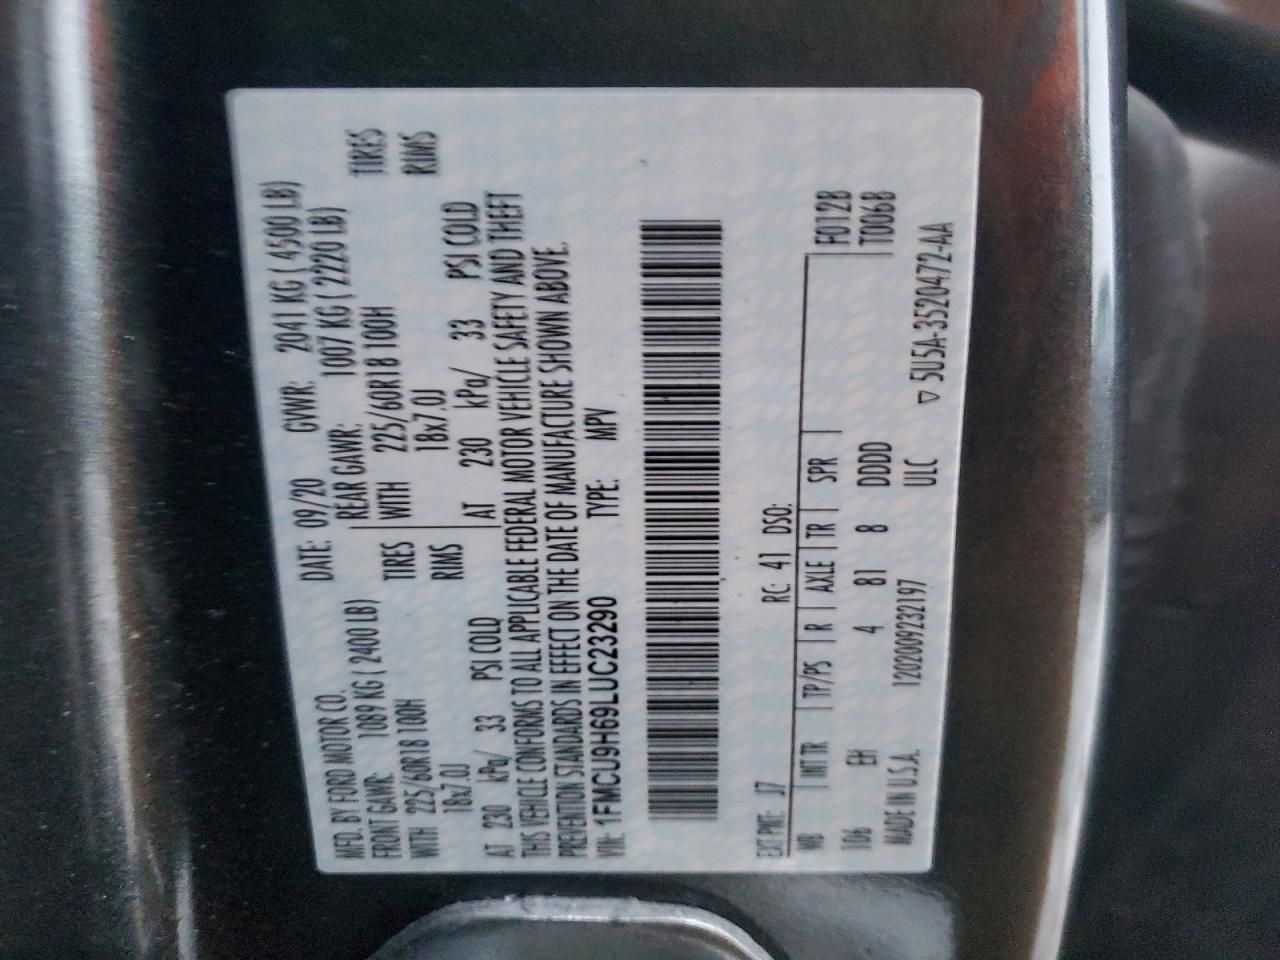 MFD. BY FORD MOTOR CO. DATE: 09/20 GVWR: 2041 KG ( 4500 LB)
FRONT GAWR: 1089 KG ( 2400 LB) REAR GAWR: 1007 KG ( 2220 LB)
WITH 225/60R18 100H TIRES WITH 225/60R18 100H TIRES
18x7.0J RIMS 18x7.0J RIMS
AT 230 kPa/ 33 PSI COLD AT 230 kPa/ 33 PSI COLD
THIS VEHICLE CONFORMS TO ALL APPLICABLE FEDERAL MOTOR VEHICLE SAFETY AND THEFT
PREVENTION STANDARDS IN EFFECT ON THE DATE OF MANUFACTURE SHOWN ABOVE.
VIN: 1FMCU9H69LUC23290 TYPE: MPV
EXT PNT: J7 RC: 41 DSO:
WB INT TR TP/PS R AXLE TR SPR F012B
106 EH 4 81 8 DDDD T006B
MADE IN U.S.A. 1202009232197 ULC ▽ 5U5A-3520472-AA